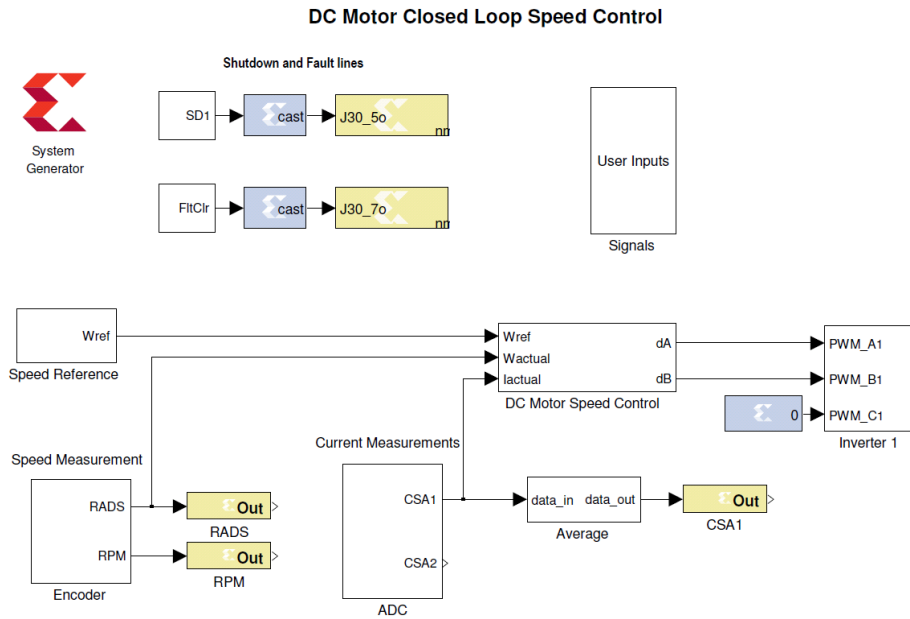 DC Motor Closed Loop Speed Control
Shutdown and Fault lines
System
Generator
SD1
cast
J30_5o
FltClr
cast
J30_7o
User Inputs
Signals
Wref
Speed Reference
Wref
Wactual
Iactual
dA
dB
DC Motor Speed Control
PWM_A1
PWM_B1
PWM_C1
0
Inverter 1
Speed Measurement
RADS
RPM
Encoder
Out
RADS
Out
RPM
Current Measurements
CSA1
CSA2
ADC
data_in data_out
Average
Out
CSA1